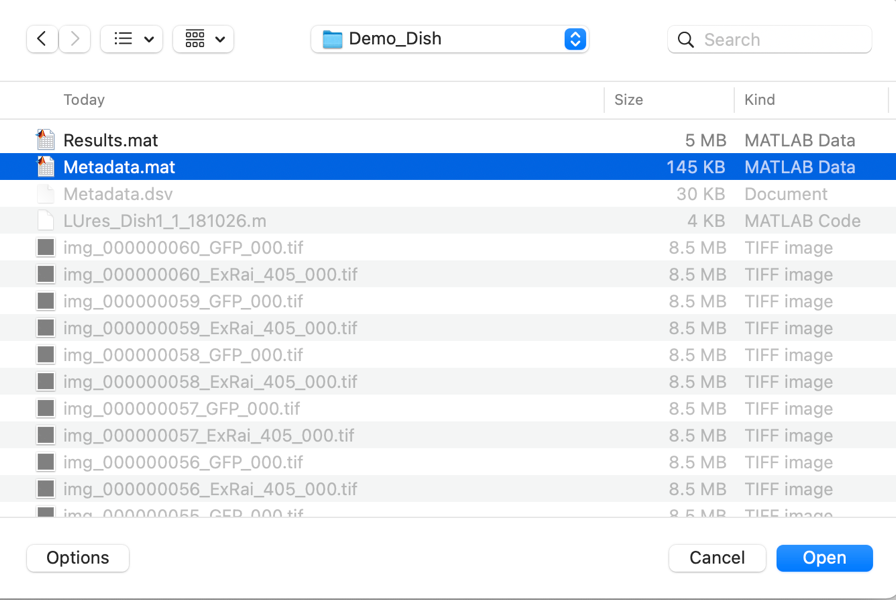 Demo_Dish
Search
Today Size Kind
Results.mat 5 MB MATLAB Data
Metadata.mat 145 KB MATLAB Data
Metadata.dsv 30 KB Document
LUres_Dish1_1_181026.m 4 KB MATLAB Code
img_000000060_GFP_000.tif 8.5 MB TIFF image
img_000000060_ExRai_405_000.tif 8.5 MB TIFF image
img_000000059_GFP_000.tif 8.5 MB TIFF image
img_000000059_ExRai_405_000.tif 8.5 MB TIFF image
img_000000058_GFP_000.tif 8.5 MB TIFF image
img_000000058_ExRai_405_000.tif 8.5 MB TIFF image
img_000000057_GFP_000.tif 8.5 MB TIFF image
img_000000057_ExRai_405_000.tif 8.5 MB TIFF image
img_000000056_GFP_000.tif 8.5 MB TIFF image
img_000000056_ExRai_405_000.tif 8.5 MB TIFF image
img_000000055_GFP_000.tif 8.5 MB TIFF image
Options Cancel Open